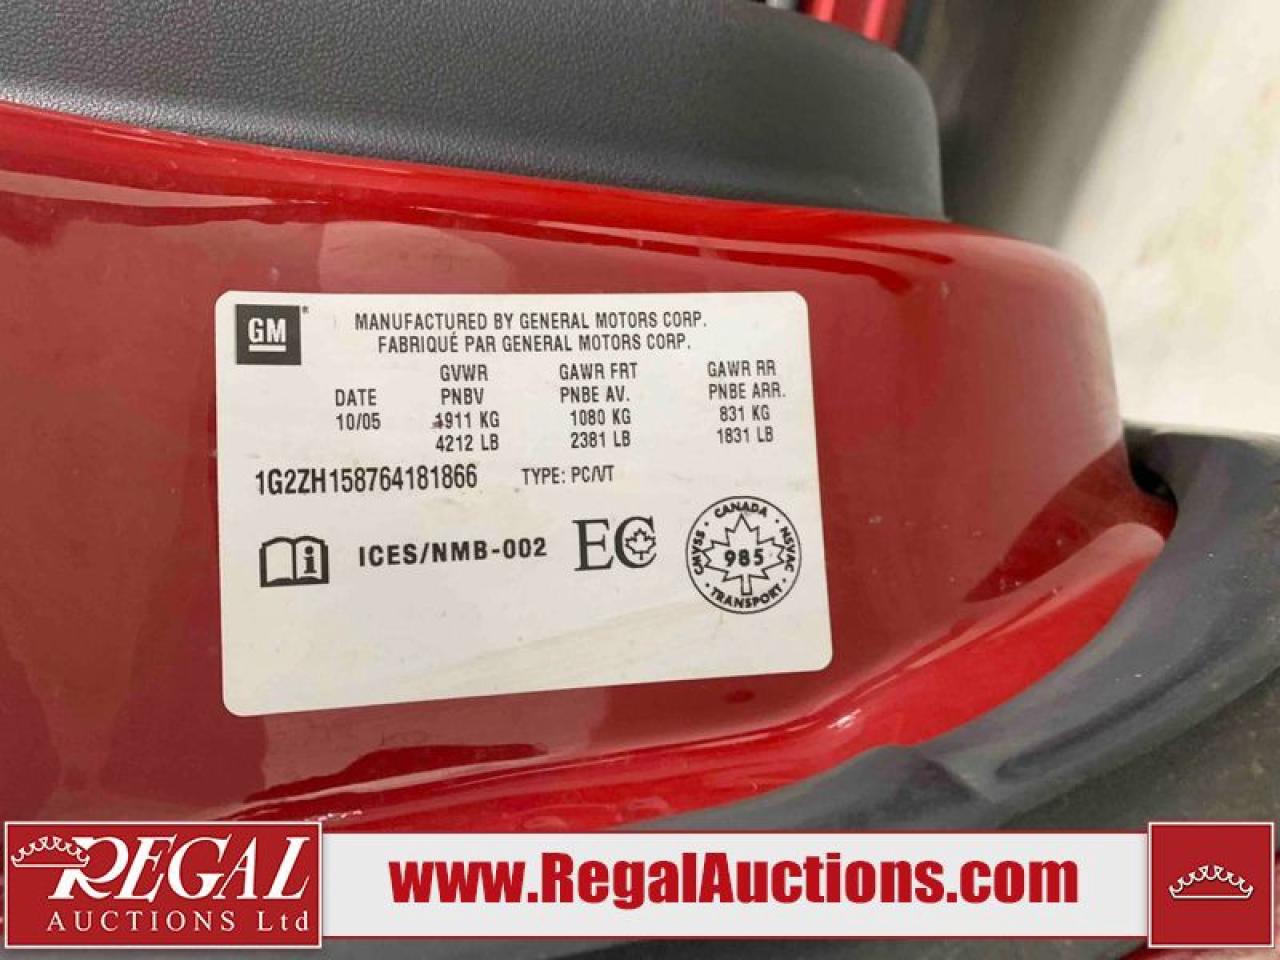 GM ®
MANUFACTURED BY GENERAL MOTORS CORP.
FABRIQUÉ PAR GENERAL MOTORS CORP.
GVWR GAWR FRT GAWR RR
DATE PNBV PNBE AV. PNBE ARR.
10/05 1911 KG 1080 KG 831 KG
4212 LB 2381 LB 1831 LB
1G2ZH158764181866 TYPE: PC/VT
i ICES/NMB-002 EC
CANADA
CMVSS 985 NSVAC
TRANSPORT
REGAL
AUCTIONS Ltd
www.RegalAuctions.com